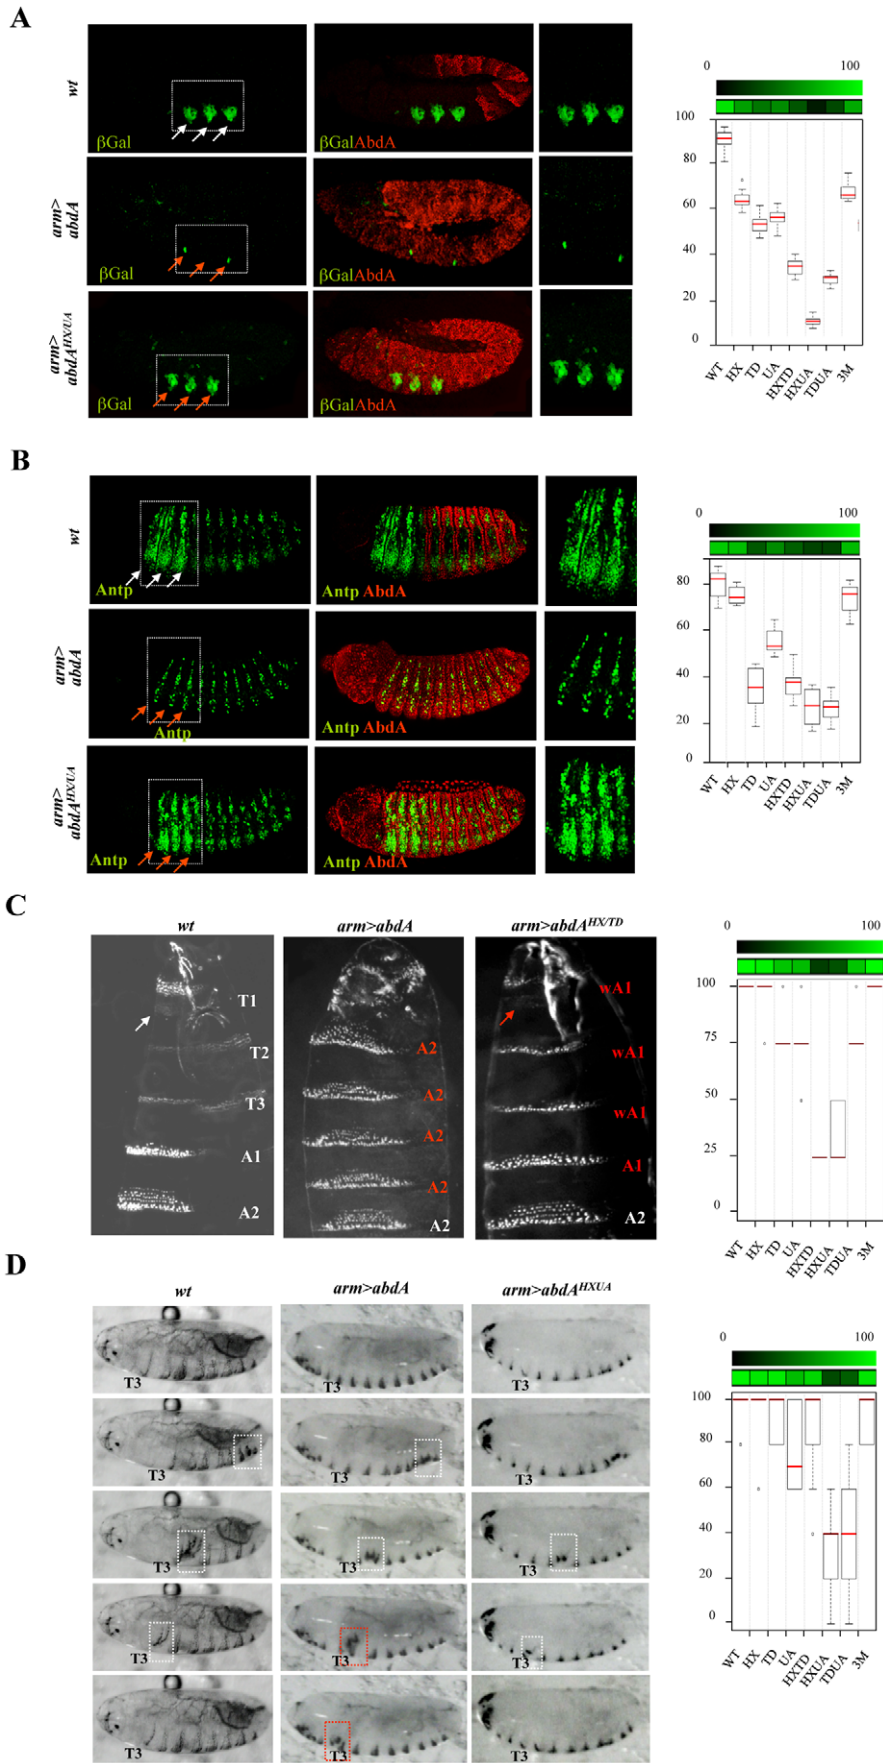 A
wt
βGal
βGalAbdA
arm>
abdA
βGal
βGalAbdA
arm>
abdA^HX/UA
βGal
βGalAbdA
0 100
100
80
60
40
20
0
WT HX TD UA HXTD HXUA TDUA 3M
B
wt
Antp
Antp AbdA
arm>
abdA
Antp
Antp AbdA
arm>
abdA^HX/UA
Antp
Antp AbdA
0 100
80
60
40
20
0
WT HX TD UA HXTD HXUA TDUA 3M
C
wt
arm>abdA
arm>abdA^HX/TD
T1
T2
T3
A1
A2
A2
A2
A2
A2
A2
wA1
wA1
wA1
A1
A2
0 100
100
75
50
25
0
WT HX TD UA HXTD HXUA TDUA 3M
D
wt
arm>abdA
arm>abdA^HXUA
T3 T3 T3
T3 T3 T3
T3 T3 T3
T3 T3 T3
T3 T3 T3
0 100
100
80
60
40
20
0
WT HX TD UA HXTD HXUA TDUA 3M